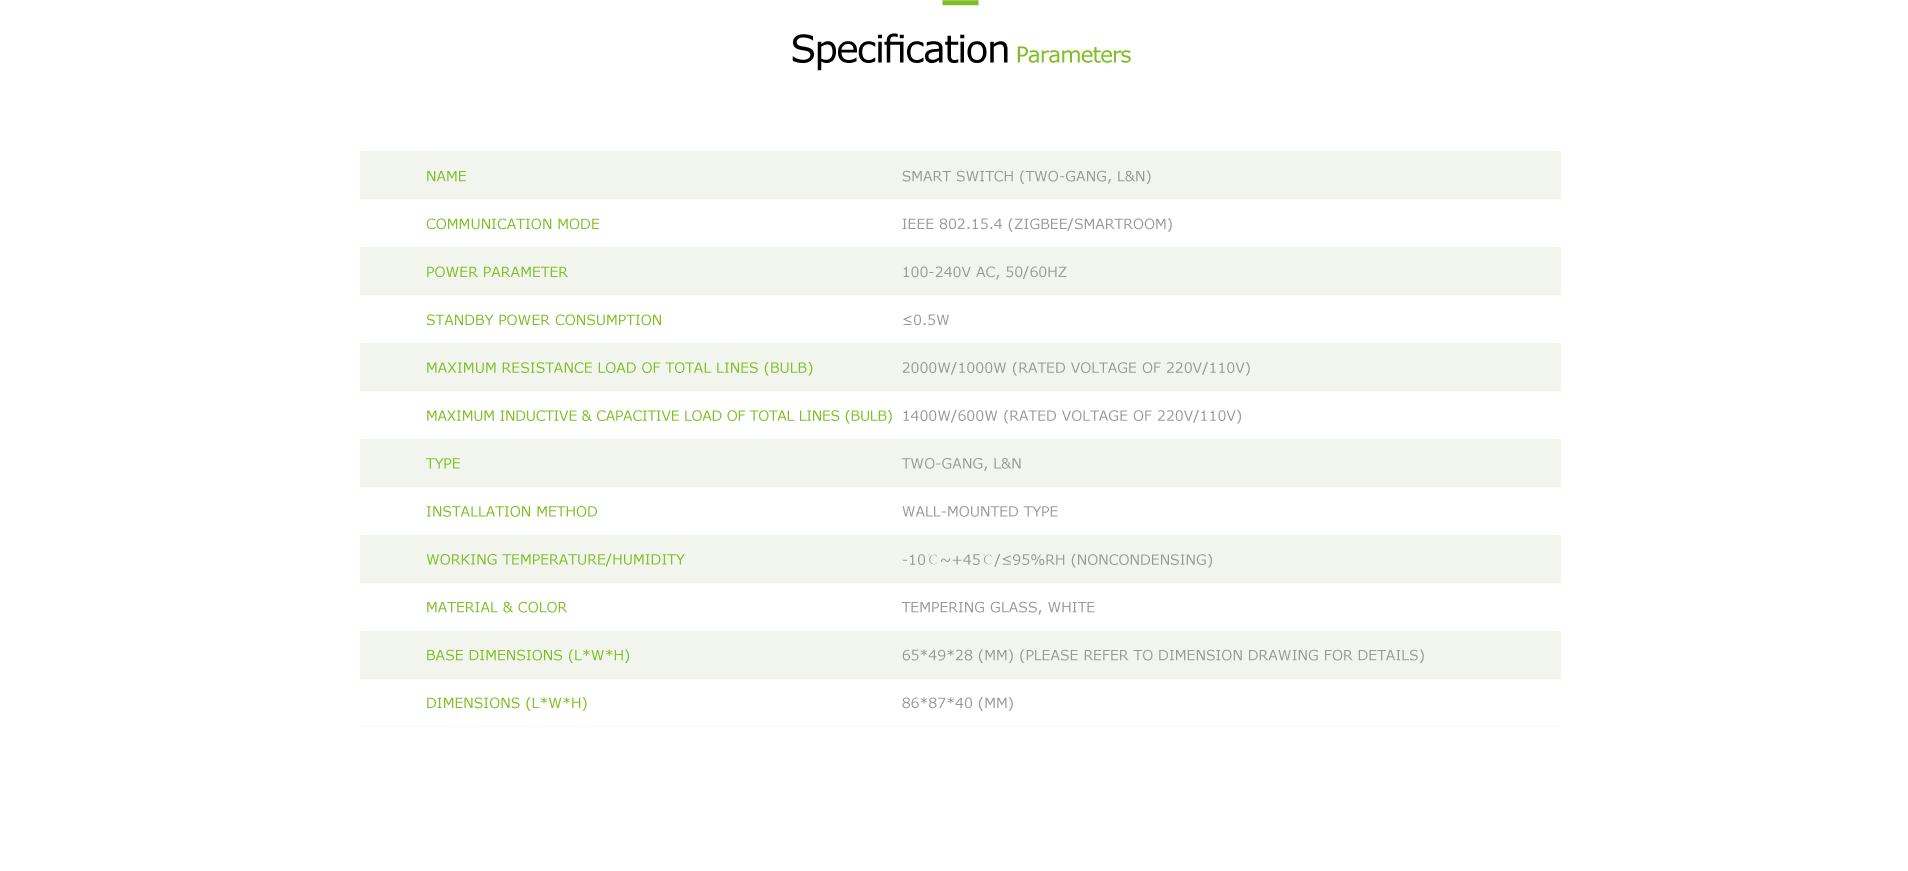 Specification Parameters
NAME SMART SWITCH (TWO-GANG, L&N)
COMMUNICATION MODE IEEE 802.15.4 (ZIGBEE/SMARTROOM)
POWER PARAMETER 100-240V AC, 50/60HZ
STANDBY POWER CONSUMPTION ≤0.5W
MAXIMUM RESISTANCE LOAD OF TOTAL LINES (BULB) 2000W/1000W (RATED VOLTAGE OF 220V/110V)
MAXIMUM INDUCTIVE & CAPACITIVE LOAD OF TOTAL LINES (BULB) 1400W/600W (RATED VOLTAGE OF 220V/110V)
TYPE TWO-GANG, L&N
INSTALLATION METHOD WALL-MOUNTED TYPE
WORKING TEMPERATURE/HUMIDITY -10℃~+45℃/≤95%RH (NONCONDENSING)
MATERIAL & COLOR TEMPERING GLASS, WHITE
BASE DIMENSIONS (L*W*H) 65*49*28 (MM) (PLEASE REFER TO DIMENSION DRAWING FOR DETAILS)
DIMENSIONS (L*W*H) 86*87*40 (MM)